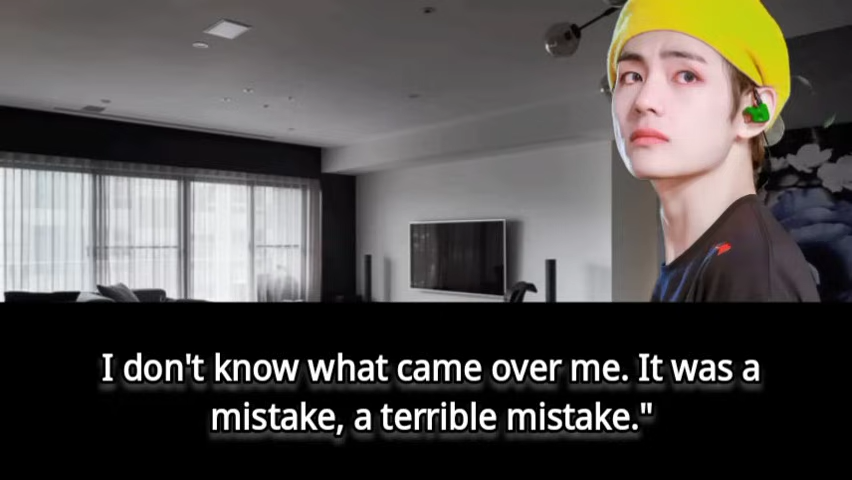 I don't know what came over me. It was a
mistake, a terrible mistake."